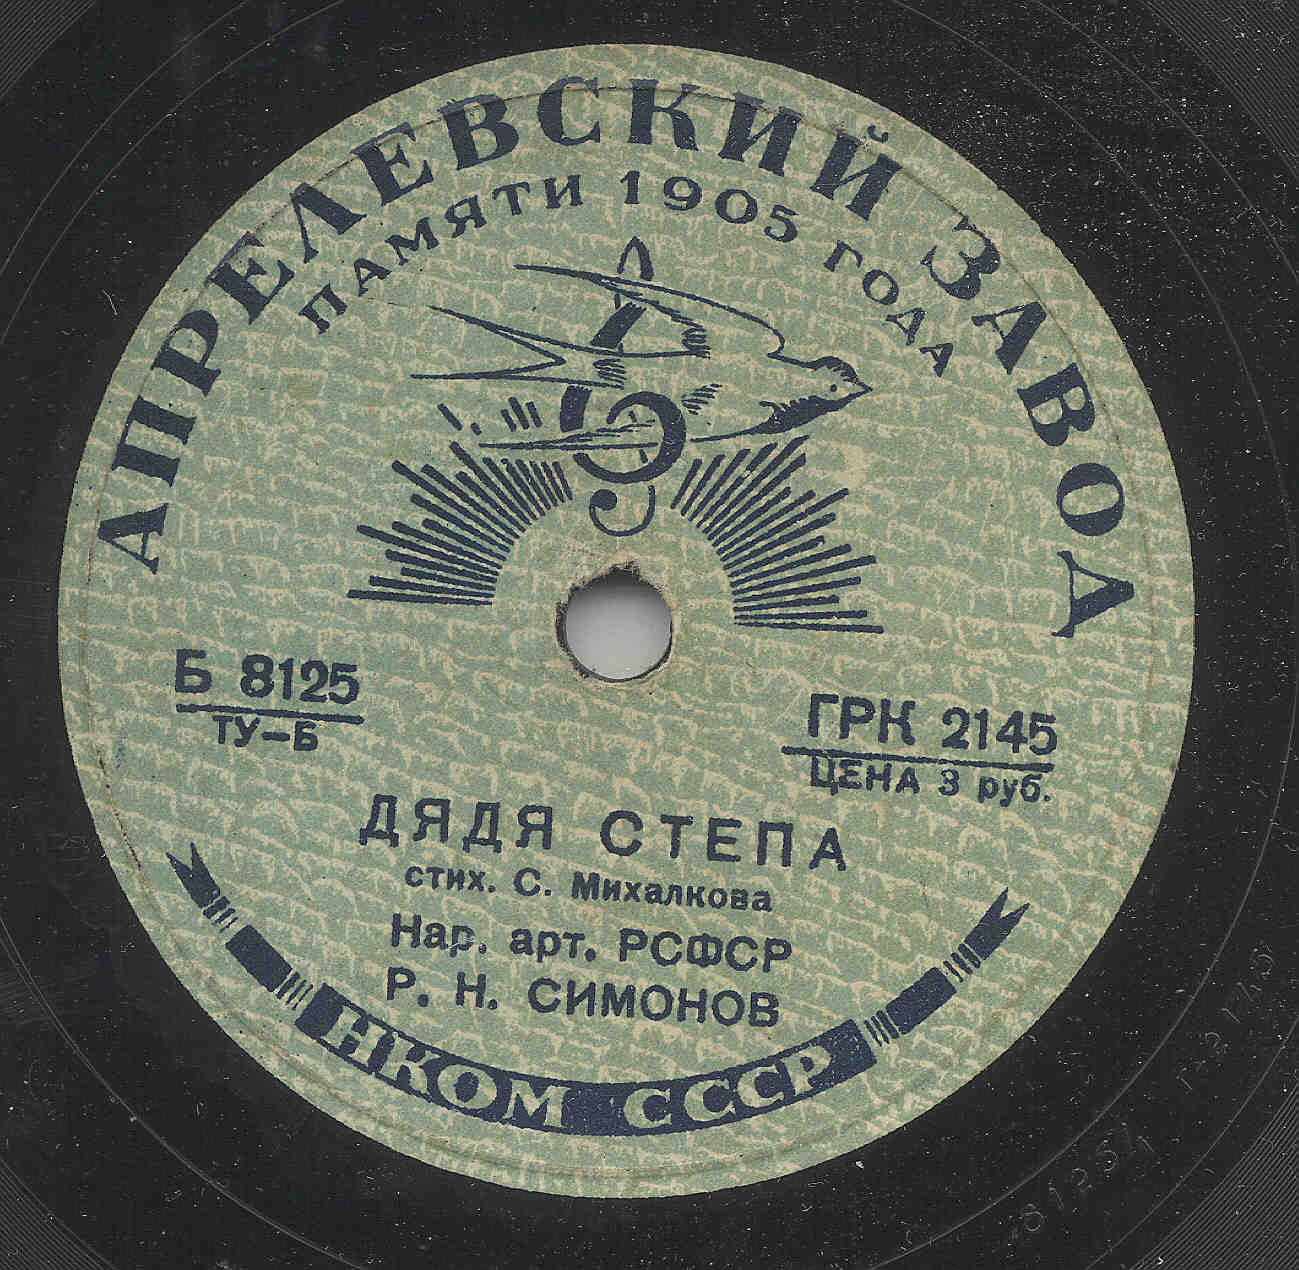 АПРЕЛЕВСКИЙ ЗАВОД
ПАМЯТИ 1905 ГОДА
Б 8125
ТУ–Б
ГРК 2145
ЦЕНА 3 руб.
ДЯДЯ СТЕПА
стих. С. Михалкова
Нар. арт. РСФСР
Р. Н. СИМОНОВ
НКОМ СССР